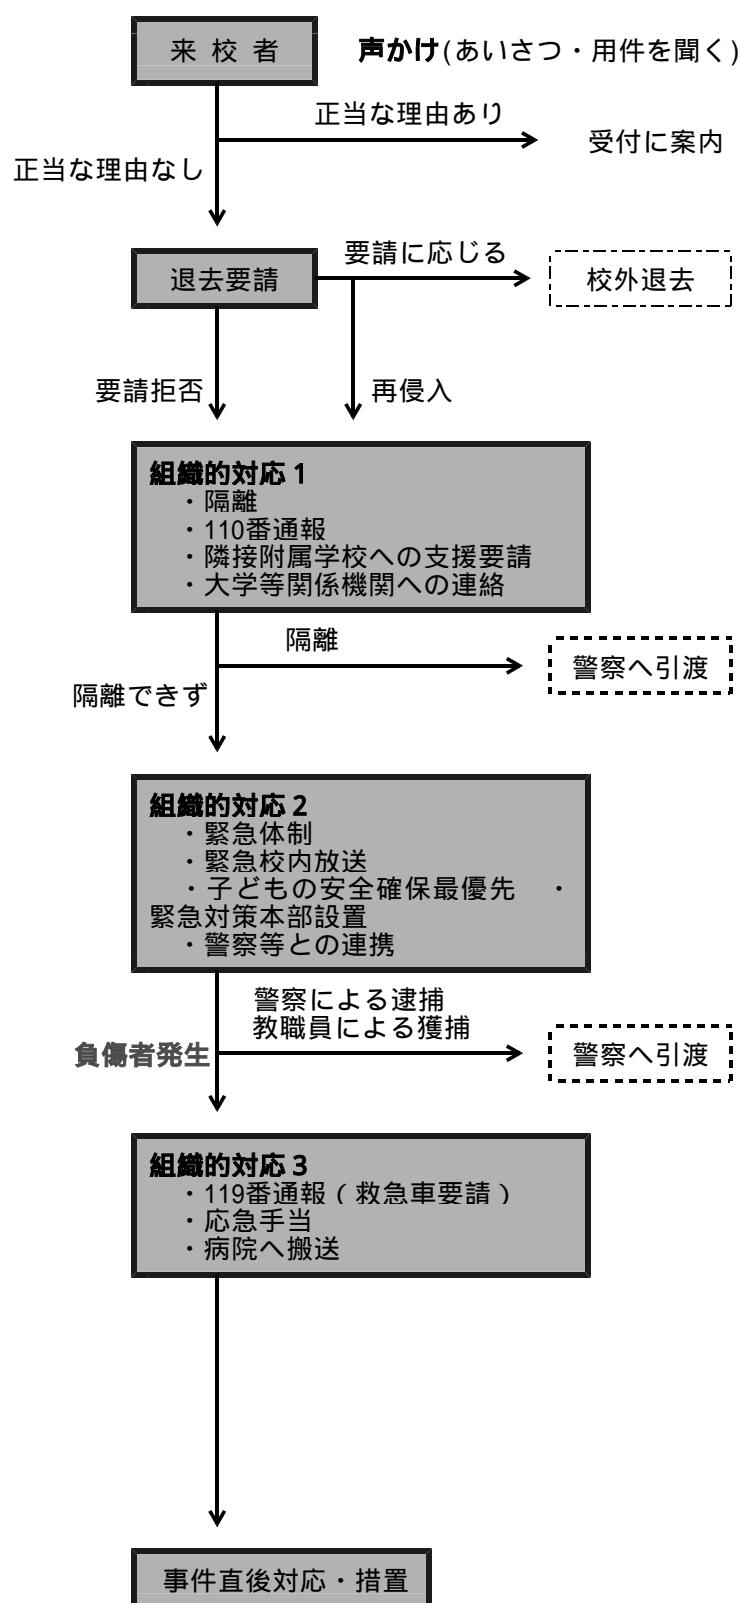 来 校 者
声かけ(あいさつ・用件を聞く)
正当な理由あり
受付に案内
正当な理由なし
要請に応じる
退去要請
校外退去
要請拒否
再侵入
組織的対応1
・隔離
・110番通報
・隣接附属学校への支援要請
・大学等関係機関への連絡
隔離
警察へ引渡
隔離できず
組織的対応2
・緊急体制
・緊急校内放送
・子どもの安全確保最優先　・
緊急対策本部設置
・警察等との連携
警察による逮捕
教職員による獲捕
負傷者発生
警察へ引渡
組織的対応3
・119番通報(救急車要請)
・応急手当
・病院へ搬送
事件直後対応・措置